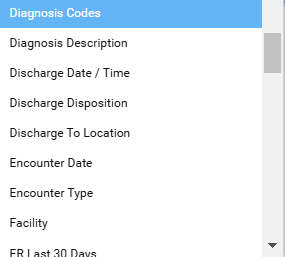 Diagnosis Codes
Diagnosis Description
Discharge Date / Time
Discharge Disposition
Discharge To Location
Encounter Date
Encounter Type
Facility
ER Last 30 Days